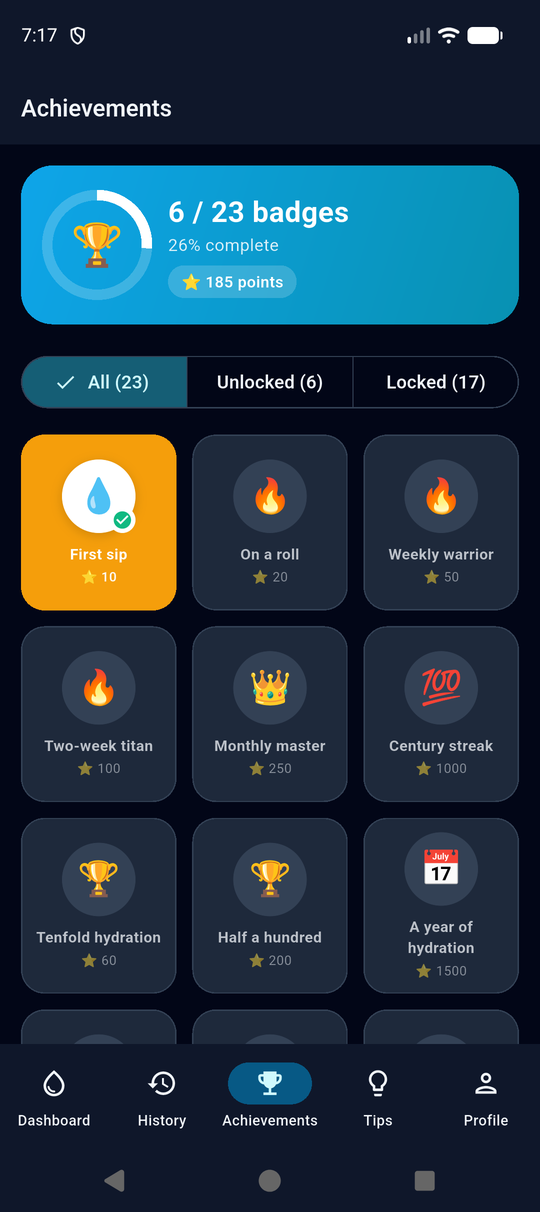 7:17
Achievements
6 / 23 badges
26% complete
⭐ 185 points
All (23)
Unlocked (6)
Locked (17)
First sip
⭐ 10
On a roll
⭐ 20
Weekly warrior
⭐ 50
Two-week titan
⭐ 100
Monthly master
⭐ 250
💯
Century streak
⭐ 1000
Tenfold hydration
⭐ 60
Half a hundred
⭐ 200
July
17
A year of
hydration
⭐ 1500
Dashboard
History
Achievements
Tips
Profile